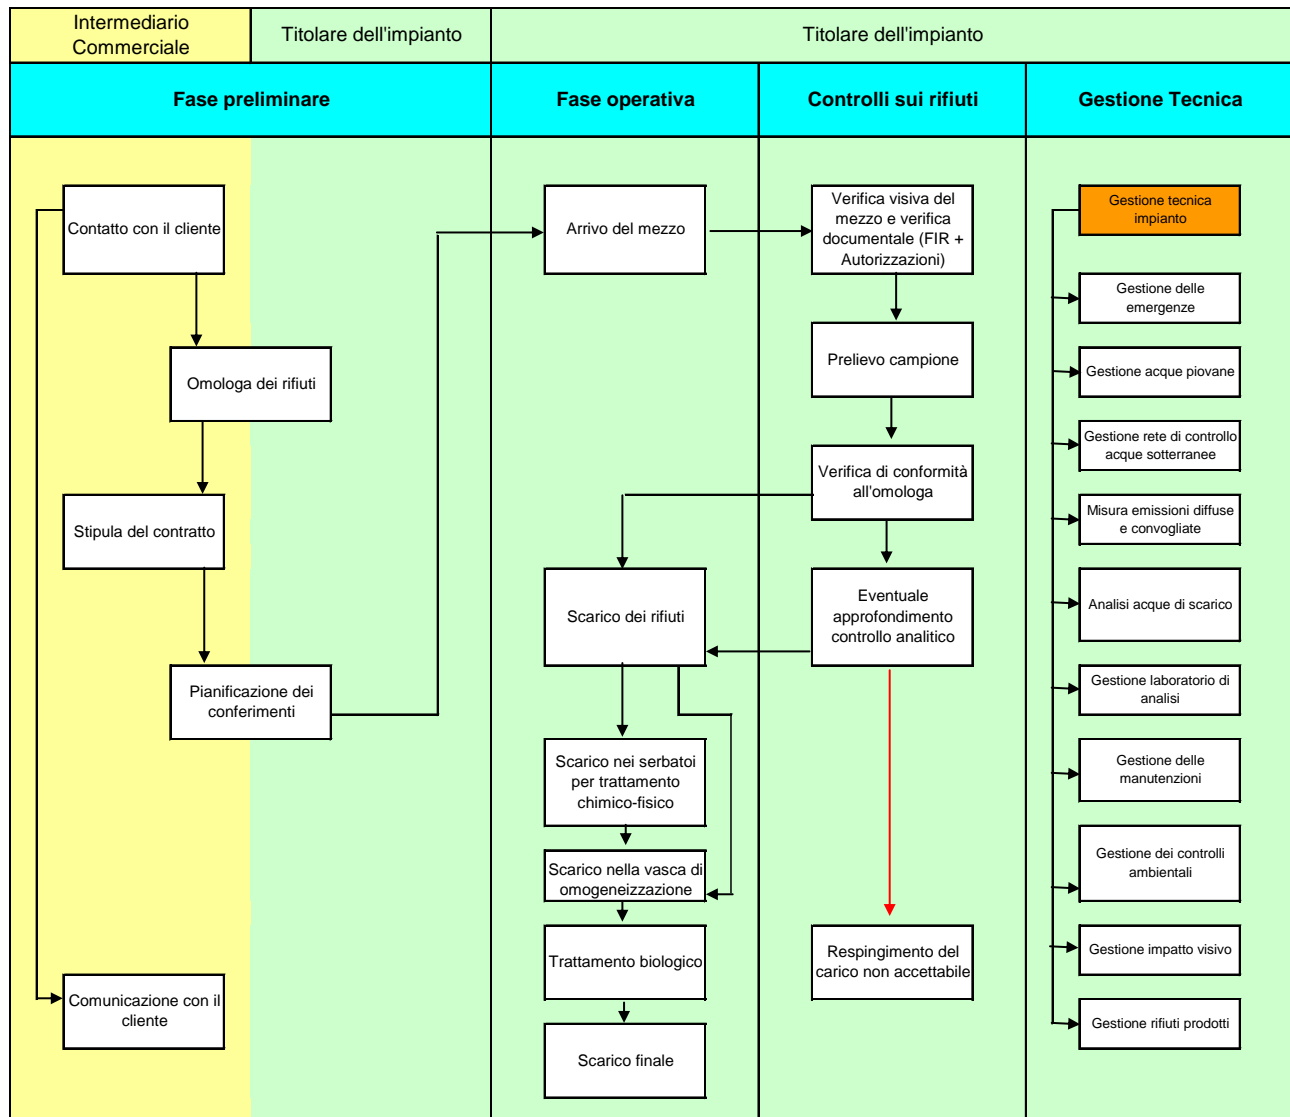 Intermediario
Commerciale
Titolare dell'impianto
Titolare dell'impianto
Fase preliminare
Fase operativa
Controlli sui rifiuti
Gestione Tecnica
Contatto con il cliente
Omologa dei rifiuti
Stipula del contratto
Pianificazione dei
conferimenti
Comunicazione con il
cliente
Arrivo del mezzo
Scarico dei rifiuti
Scarico nei serbatoi
per trattamento
chimico-fisico
Scarico nella vasca di
omogeneizzazione
Trattamento biologico
Scarico finale
Verifica visiva del
mezzo e verifica
documentale (FIR +
Autorizzazioni)
Prelievo campione
Verifica di conformità
all'omologa
Eventuale
approfondimento
controllo analitico
Respingimento del
carico non accettabile
Gestione tecnica
impianto
Gestione delle
emergenze
Gestione acque piovane
Gestione rete di controllo
acque sotterranee
Misura emissioni diffuse
e convogliate
Analisi acque di scarico
Gestione laboratorio di
analisi
Gestione delle
manutenzioni
Gestione dei controlli
ambientali
Gestione impatto visivo
Gestione rifiuti prodotti